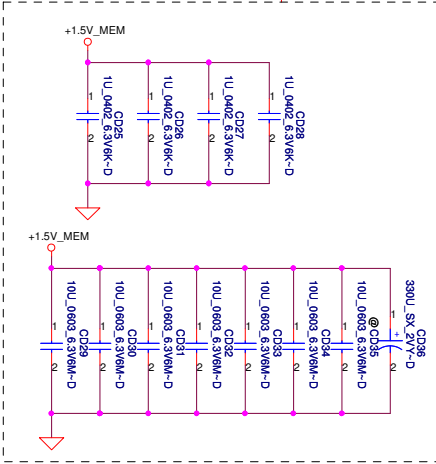 +1.5V_MEM
1
2
CD25
1U_0402_6.3V6K~D
1
2
CD26
1U_0402_6.3V6K~D
1
2
CD27
1U_0402_6.3V6K~D
1
2
CD28
1U_0402_6.3V6K~D
+1.5V_MEM
1
2
CD29
10U_0603_6.3V6M~D
1
2
CD30
10U_0603_6.3V6M~D
1
2
CD31
10U_0603_6.3V6M~D
1
2
CD32
10U_0603_6.3V6M~D
1
2
CD33
10U_0603_6.3V6M~D
1
2
CD34
10U_0603_6.3V6M~D
1
2
@CD35
10U_0603_6.3V6M~D
1
+
2
CD36
330U_SX_2VY~D